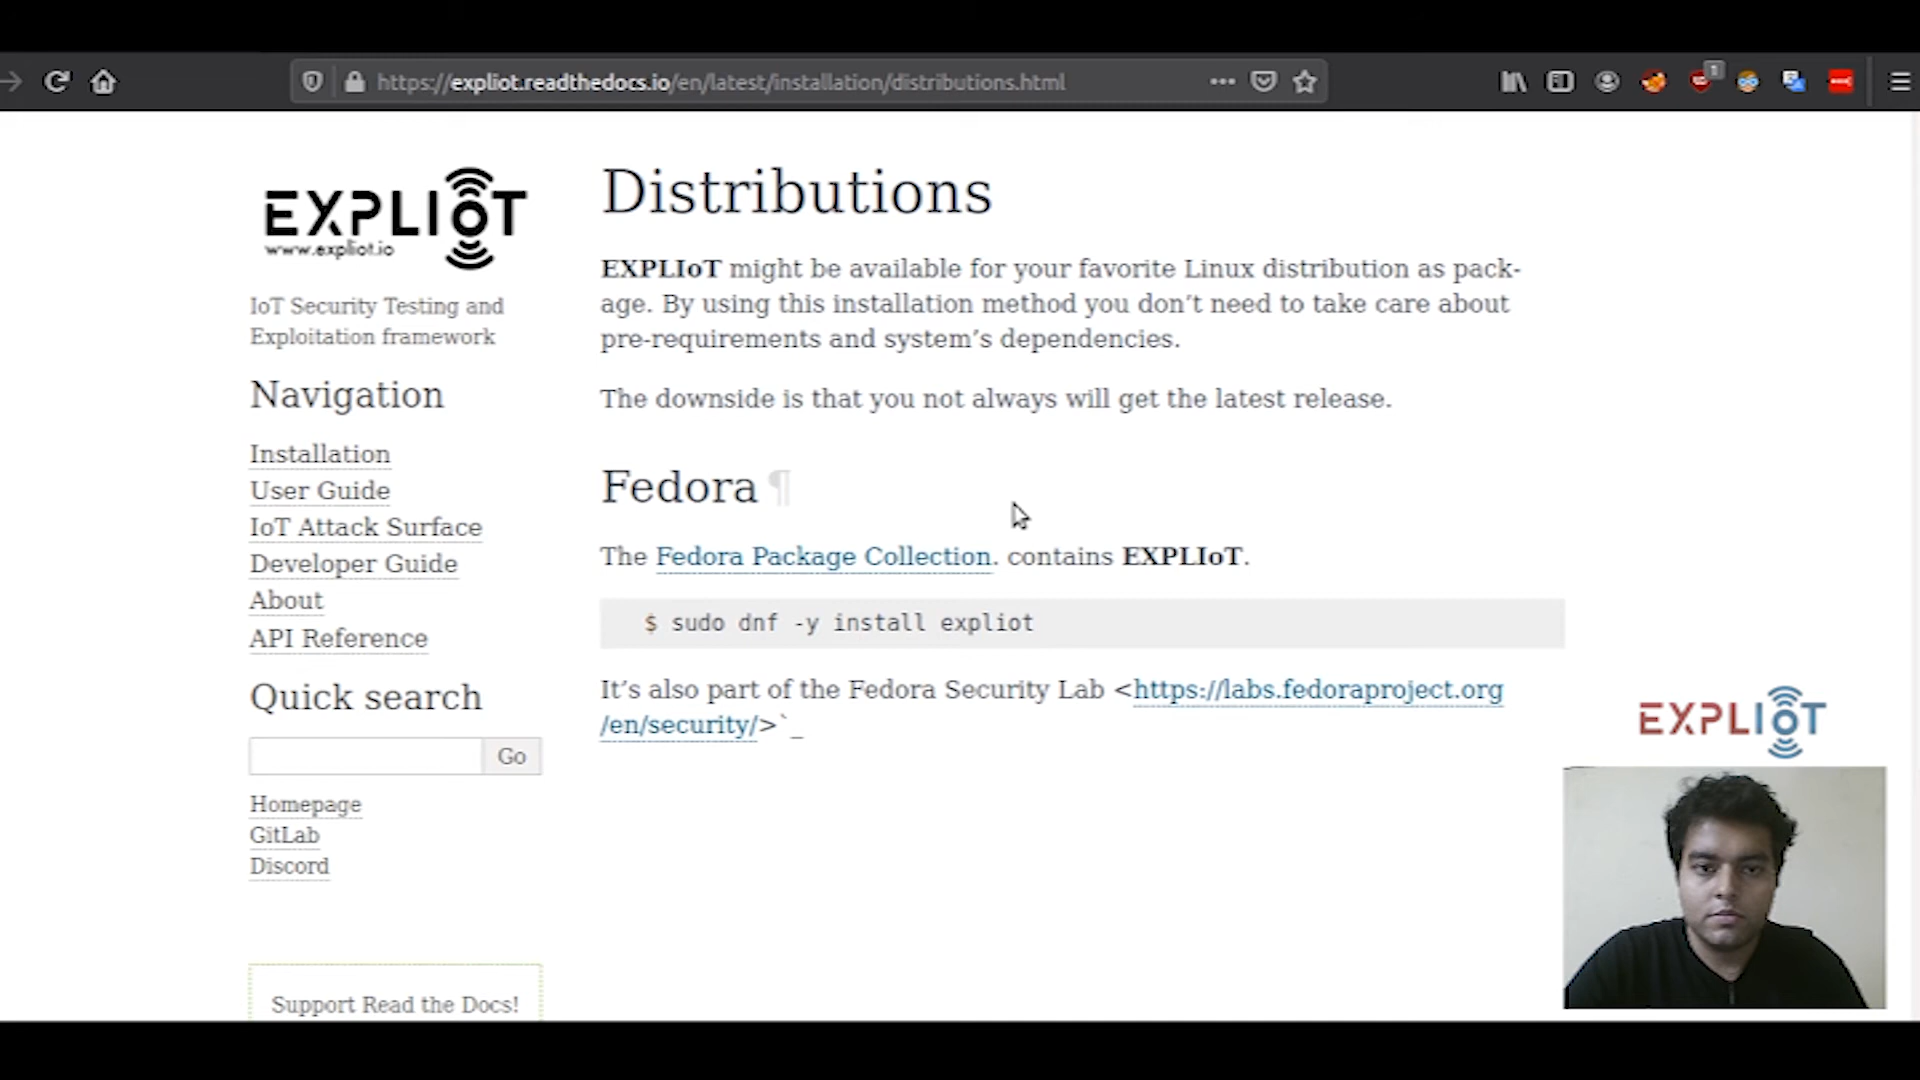 https://expliot.readthedocs.io/en/latest/installation/distributions.html
1
EXPLIOT
www.expliot.io
IoT Security Testing and
Exploitation framework
Navigation
Installation
User Guide
IoT Attack Surface
Developer Guide
About
API Reference
Quick search
Go
Homepage
GitLab
Discord
Support Read the Docs!
Distributions
EXPLIoT might be available for your favorite Linux distribution as pack-
age. By using this installation method you don’t need to take care about
pre-requirements and system’s dependencies.
The downside is that you not always will get the latest release.
Fedora ¶
The Fedora Package Collection. contains EXPLIoT.
$ sudo dnf -y install expliot
It’s also part of the Fedora Security Lab <https://labs.fedoraproject.org
/en/security/>`_
EXPLIOT